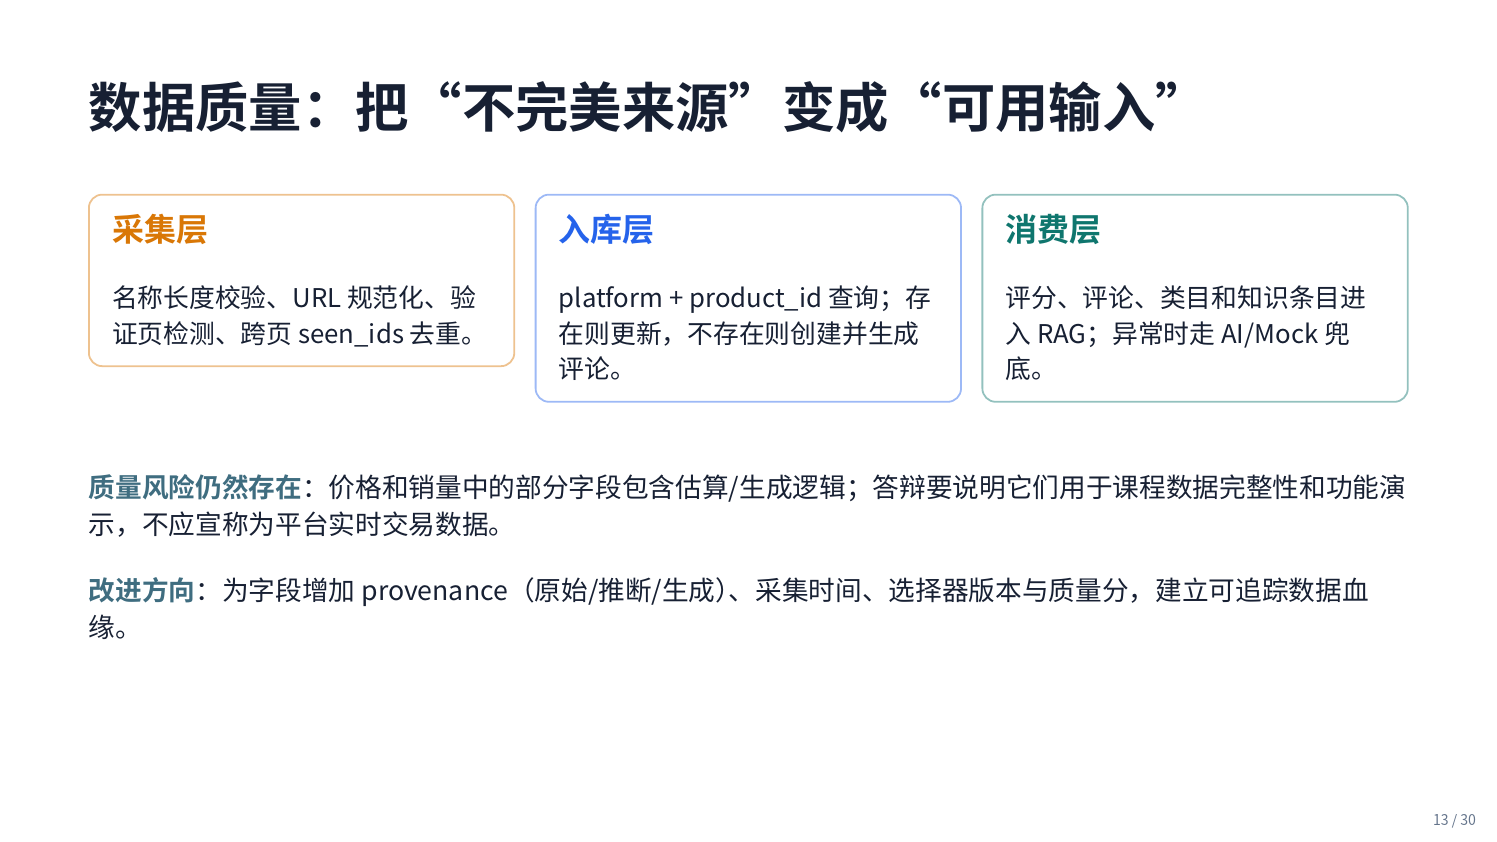 数据质量：把“不完美来源”变成“可用输入”
采集层
名称长度校验、URL 规范化、验
证页检测、跨页 seen_ids 去重。
入库层
platform + product_id 查询；存
在则更新，不存在则创建并生成
评论。
消费层
评分、评论、类目和知识条目进
入 RAG；异常时走 AI/Mock 兜
底。
质量风险仍然存在：价格和销量中的部分字段包含估算/生成逻辑；答辩要说明它们用于课程数据完整性和功能演
示，不应宣称为平台实时交易数据。
改进方向：为字段增加 provenance（原始/推断/生成）、采集时间、选择器版本与质量分，建立可追踪数据血
缘。
13 / 30